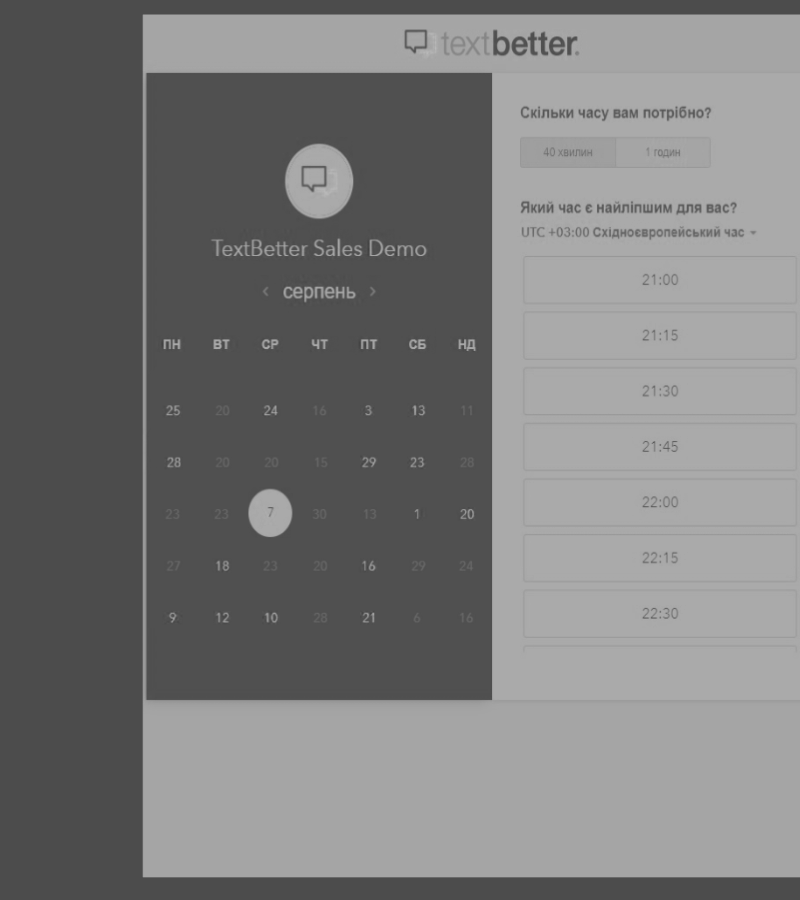 textbetter.
TextBetter Sales Demo
‹ серпень ›
ПН ВТ СР ЧТ ПТ СБ НД
25 20 24 16 3 13 11
28 20 20 15 29 23 28
23 23 7 30 13 1 20
27 18 23 20 16 29 24
9 12 10 28 21 6 16
Скільки часу вам потрібно?
40 хвилин 1 годин
Який час є найліпшим для вас?
UTC +03:00 Східноєвропейський час
21:00
21:15
21:30
21:45
22:00
22:15
22:30